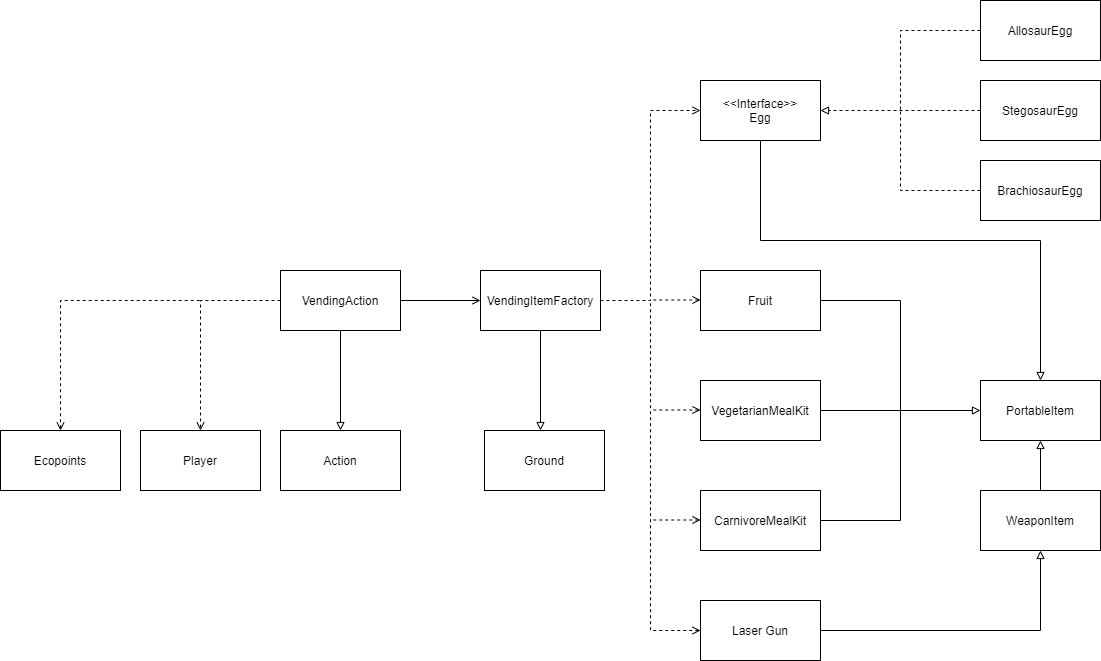 AllosaurEgg
<<Interface>>
Egg
StegosaurEgg
BrachiosaurEgg
VendingAction
VendingItemFactory
Fruit
VegetarianMealKit
PortableItem
Ecopoints
Player
Action
Ground
CarnivoreMealKit
WeaponItem
Laser Gun